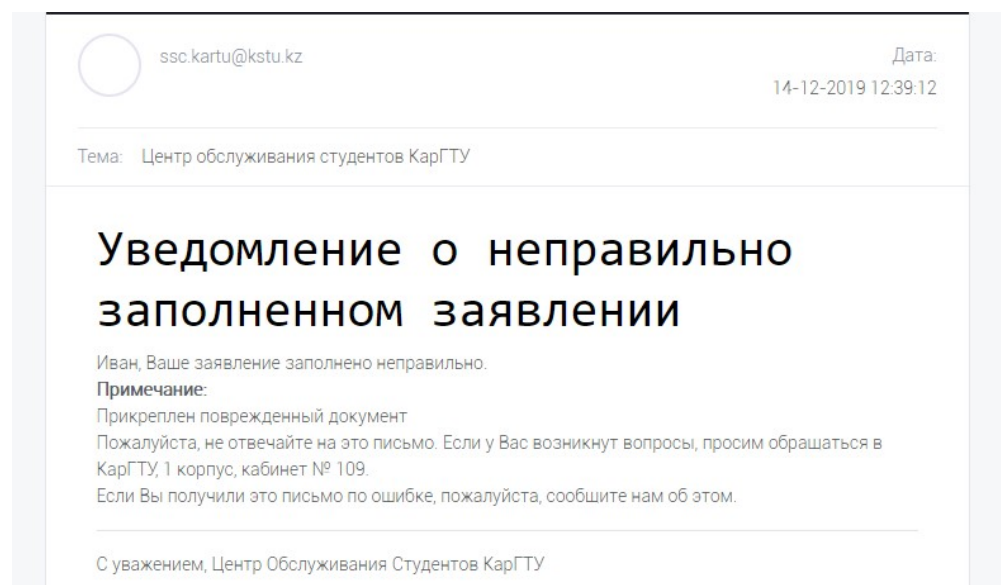 ssc.kartu@kstu.kz
Дата:
14-12-2019 12:39:12
Тема: Центр обслуживания студентов КарГТУ
Уведомление о неправильно
заполненном заявлении
Иван, Ваше заявление заполнено неправильно.
Примечание:
Прикреплен поврежденный документ
Пожалуйста, не отвечайте на это письмо. Если у Вас возникнут вопросы, просим обращаться в
КарГТУ, 1 корпус, кабинет № 109.
Если Вы получили это письмо по ошибке, пожалуйста, сообщите нам об этом.
С уважением, Центр Обслуживания Студентов КарГТУ